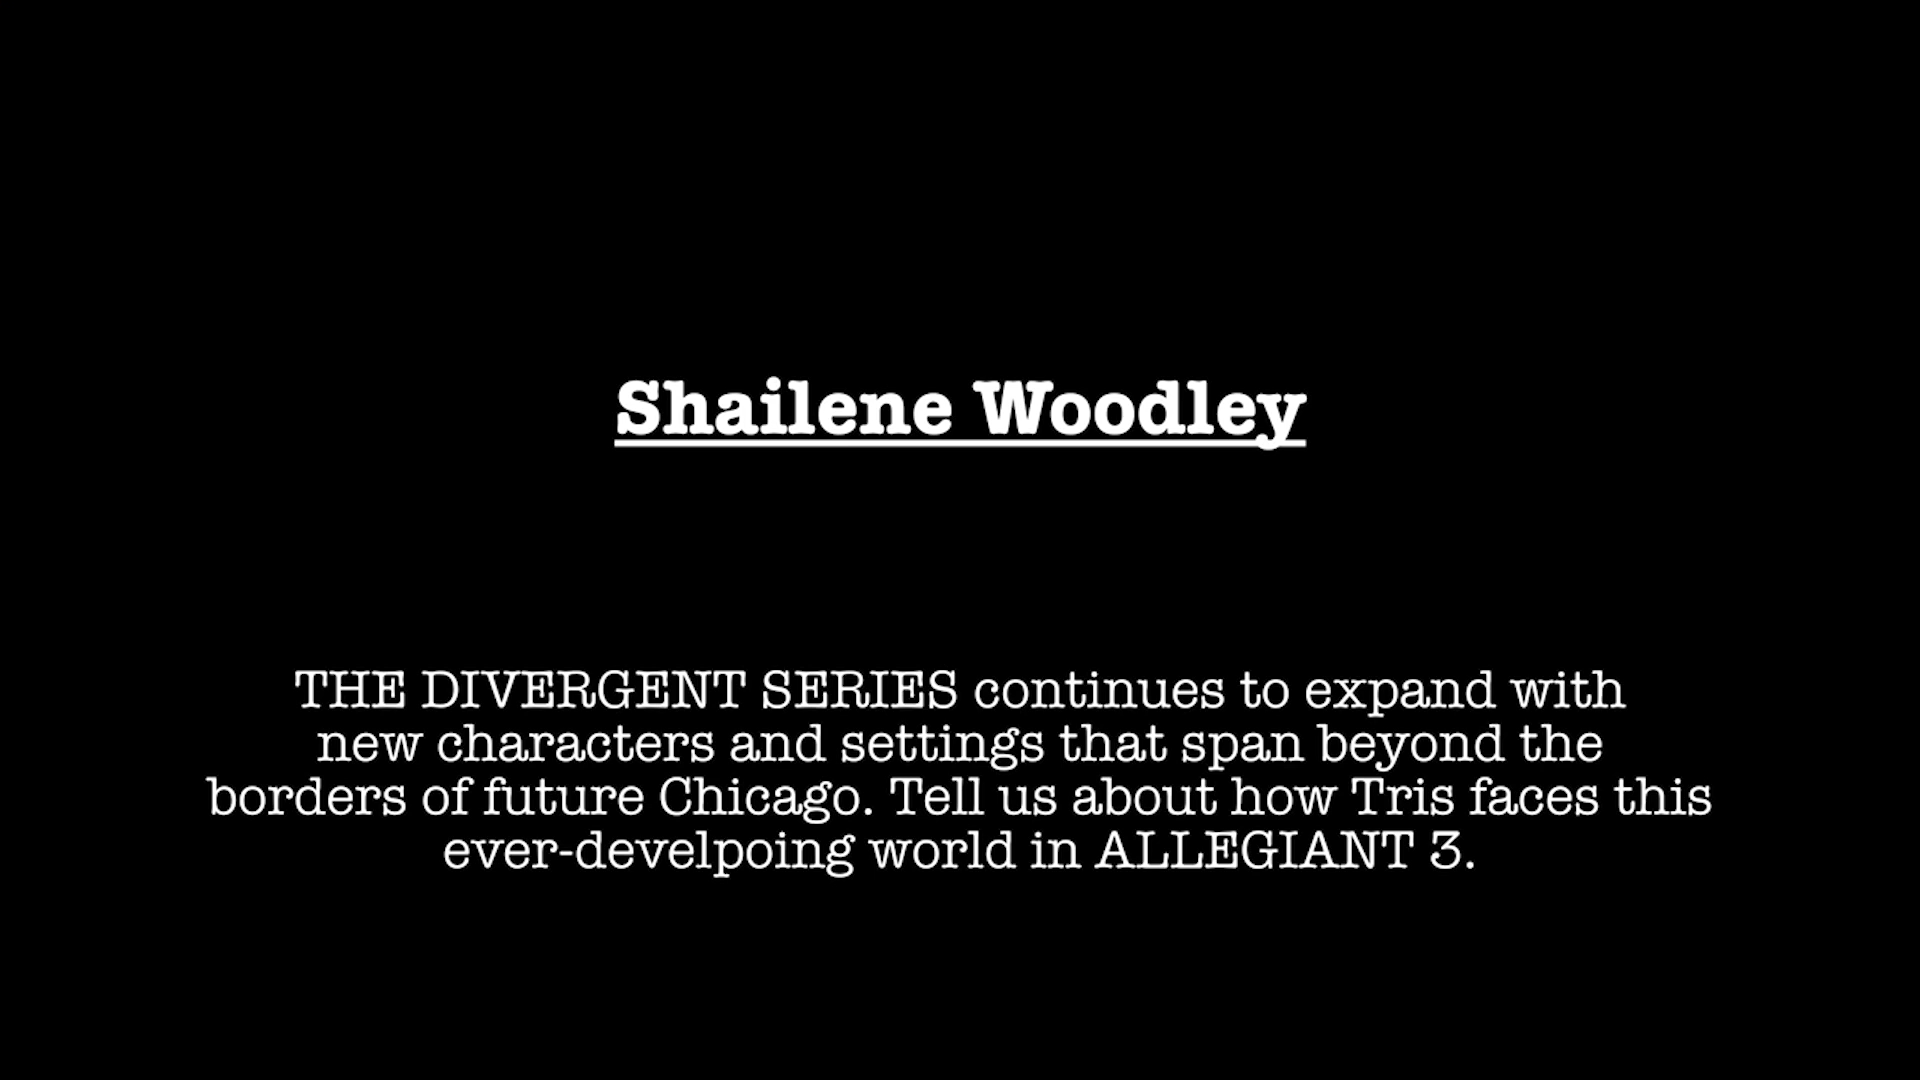 Shailene Woodley
THE DIVERGENT SERIES continues to expand with
new characters and settings that span beyond the
borders of future Chicago. Tell us about how Tris faces this
ever-develpoing world in ALLEGIANT 3.